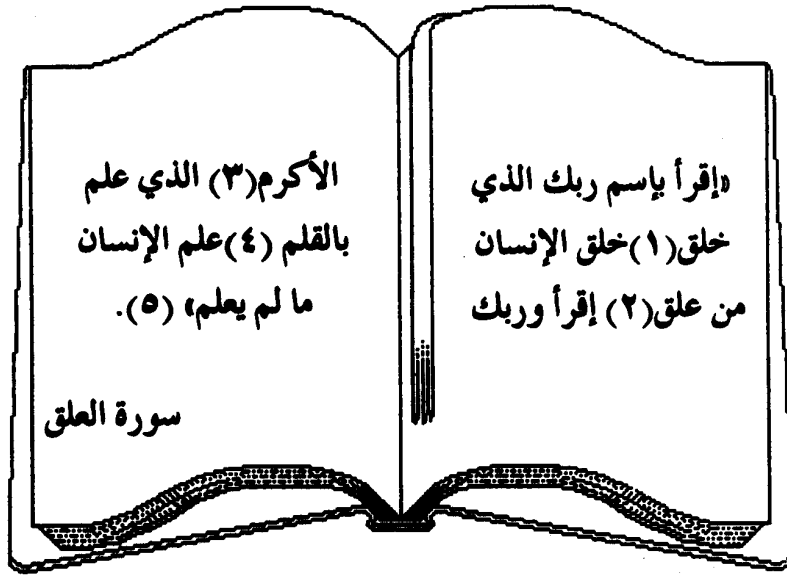 «إقرأ بإسم ربك الذي
خلق(١)خلق الإنسان
من علق(٢) إقرأ وربك
الأكرم(٣) الذي علم
بالقلم (٤)علم الإنسان
ما لم يعلم» (٥).
سورة العلق